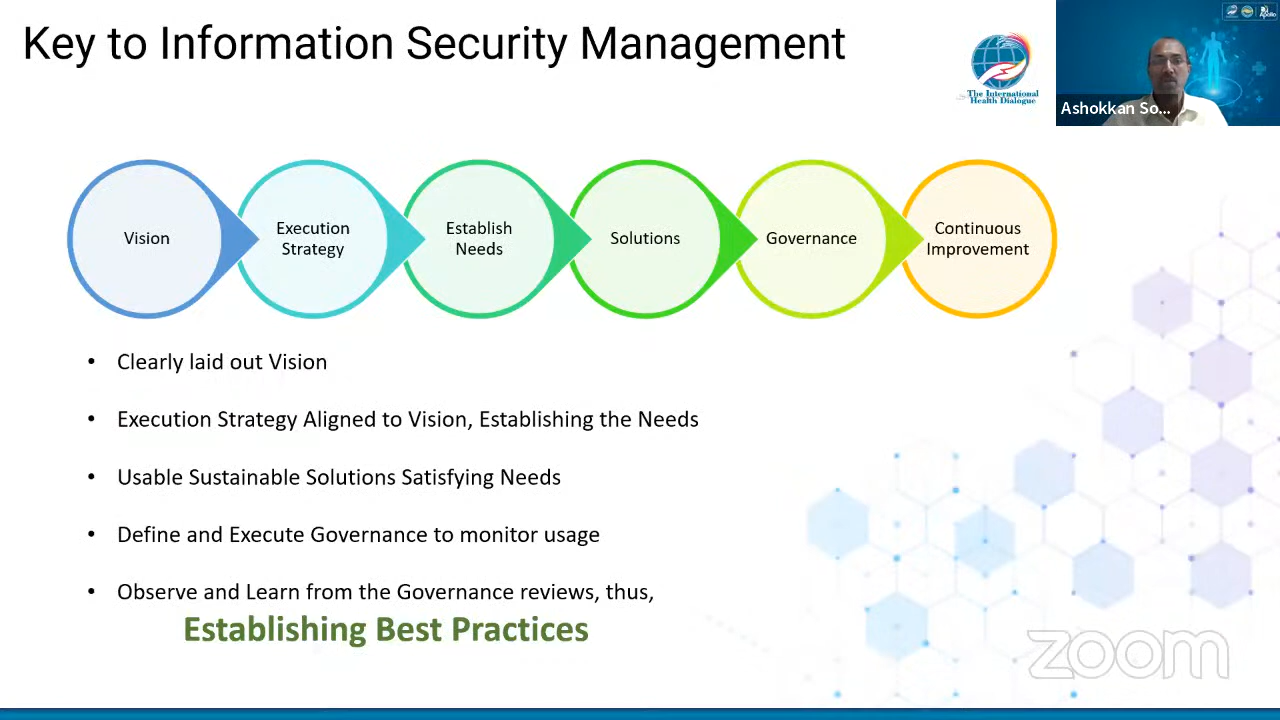 Key to Information Security Management
The International
Health Dialogue
Apollo
Ashokkan So...
Vision
Execution
Strategy
Establish
Needs
Solutions
Governance
Continuous
Improvement
• Clearly laid out Vision
• Execution Strategy Aligned to Vision, Establishing the Needs
• Usable Sustainable Solutions Satisfying Needs
• Define and Execute Governance to monitor usage
• Observe and Learn from the Governance reviews, thus,
Establishing Best Practices
zoom